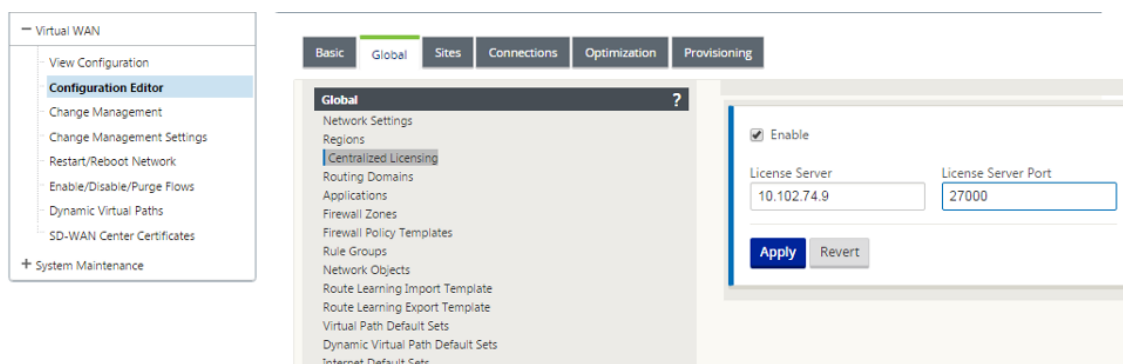 Virtual WAN
View Configuration
Configuration Editor
Change Management
Change Management Settings
Restart/Reboot Network
Enable/Disable/Purge Flows
Dynamic Virtual Paths
SD-WAN Center Certificates
System Maintenance
Basic Global Sites Connections Optimization Provisioning
Global ?
Network Settings
Regions
Centralized Licensing
Routing Domains
Applications
Firewall Zones
Firewall Policy Templates
Rule Groups
Network Objects
Route Learning Import Template
Route Learning Export Template
Virtual Path Default Sets
Dynamic Virtual Path Default Sets
Internet Default Sets
Enable
License Server License Server Port
10.102.74.9 27000
Apply Revert